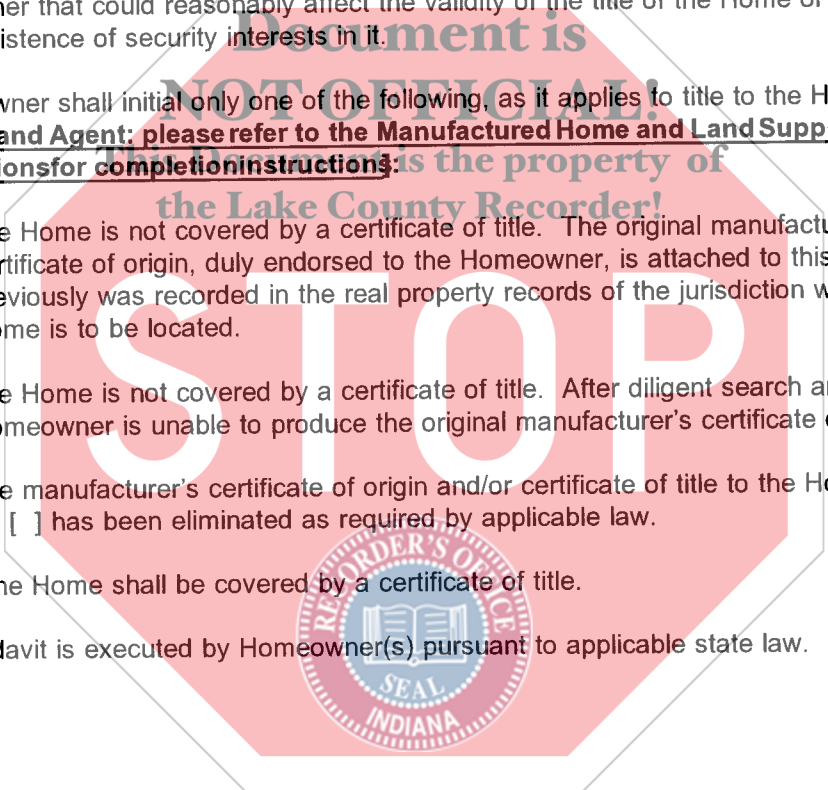 ner that could reasonably affect the validity of the title of the Home or
Document is
istence of security interests in it.
NOT OFFICIAL!
wner shall initial only one of the following, as it applies to title to the H
and Agent: please refer to the Manufactured Home and Land Supp
This Document is the property of
ionsfor completioninstructions]:
the Lake County Recorder!
e Home is not covered by a certificate of title. The original manufactu
rtificate of origin, duly endorsed to the Homeowner, is attached to this
eviously was recorded in the real property records of the jurisdiction w
ome is to be located.
STOP
e Home is not covered by a certificate of title. After diligent search an
omeowner is unable to produce the original manufacturer's certificate o
e manufacturer's certificate of origin and/or certificate of title to the Ho
[ ] has been eliminated as required by applicable law.
RECORDER'S OFFICE
he Home shall be covered by a certificate of title.
davit is executed by Homeowner(s) pursuant to applicable state law.
SEAL
INDIANA